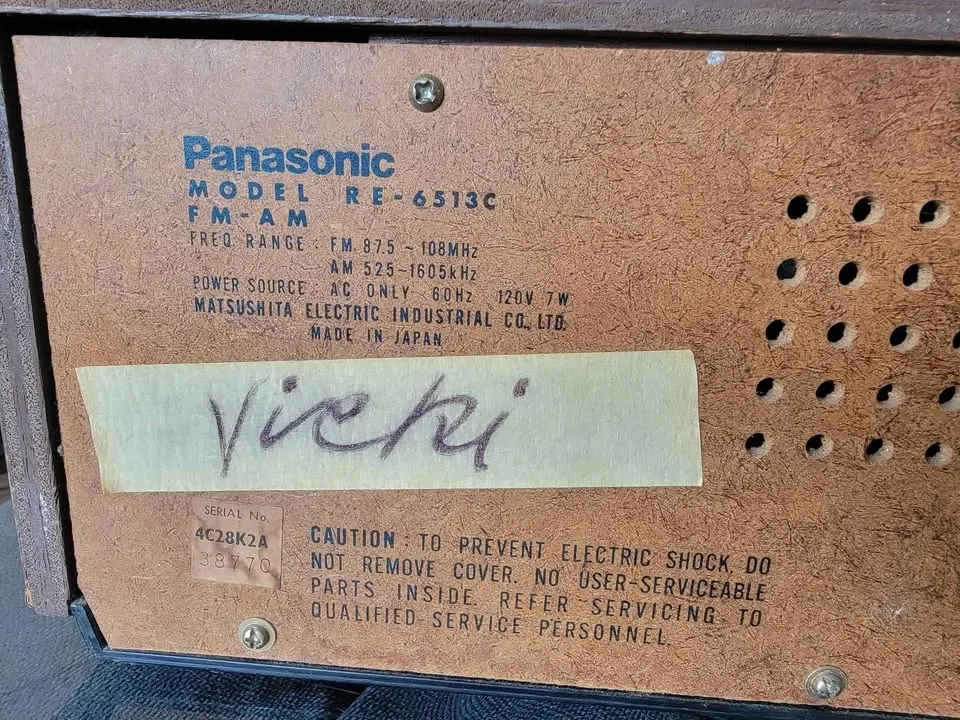 Panasonic
MODEL RE-6513C
FM-AM
FREQ. RANGE : FM 87.5 ~ 108MHz
AM 525~1605kHz
POWER SOURCE : AC ONLY 60Hz 120V 7W
MATSUSHITA ELECTRIC INDUSTRIAL CO., LTD.
MADE IN JAPAN
Vicki
SERIAL No.
4C28K2A
38770
CAUTION : TO PREVENT ELECTRIC SHOCK, DO
NOT REMOVE COVER. NO USER-SERVICEABLE
PARTS INSIDE. REFER SERVICING TO
QUALIFIED SERVICE PERSONNEL.